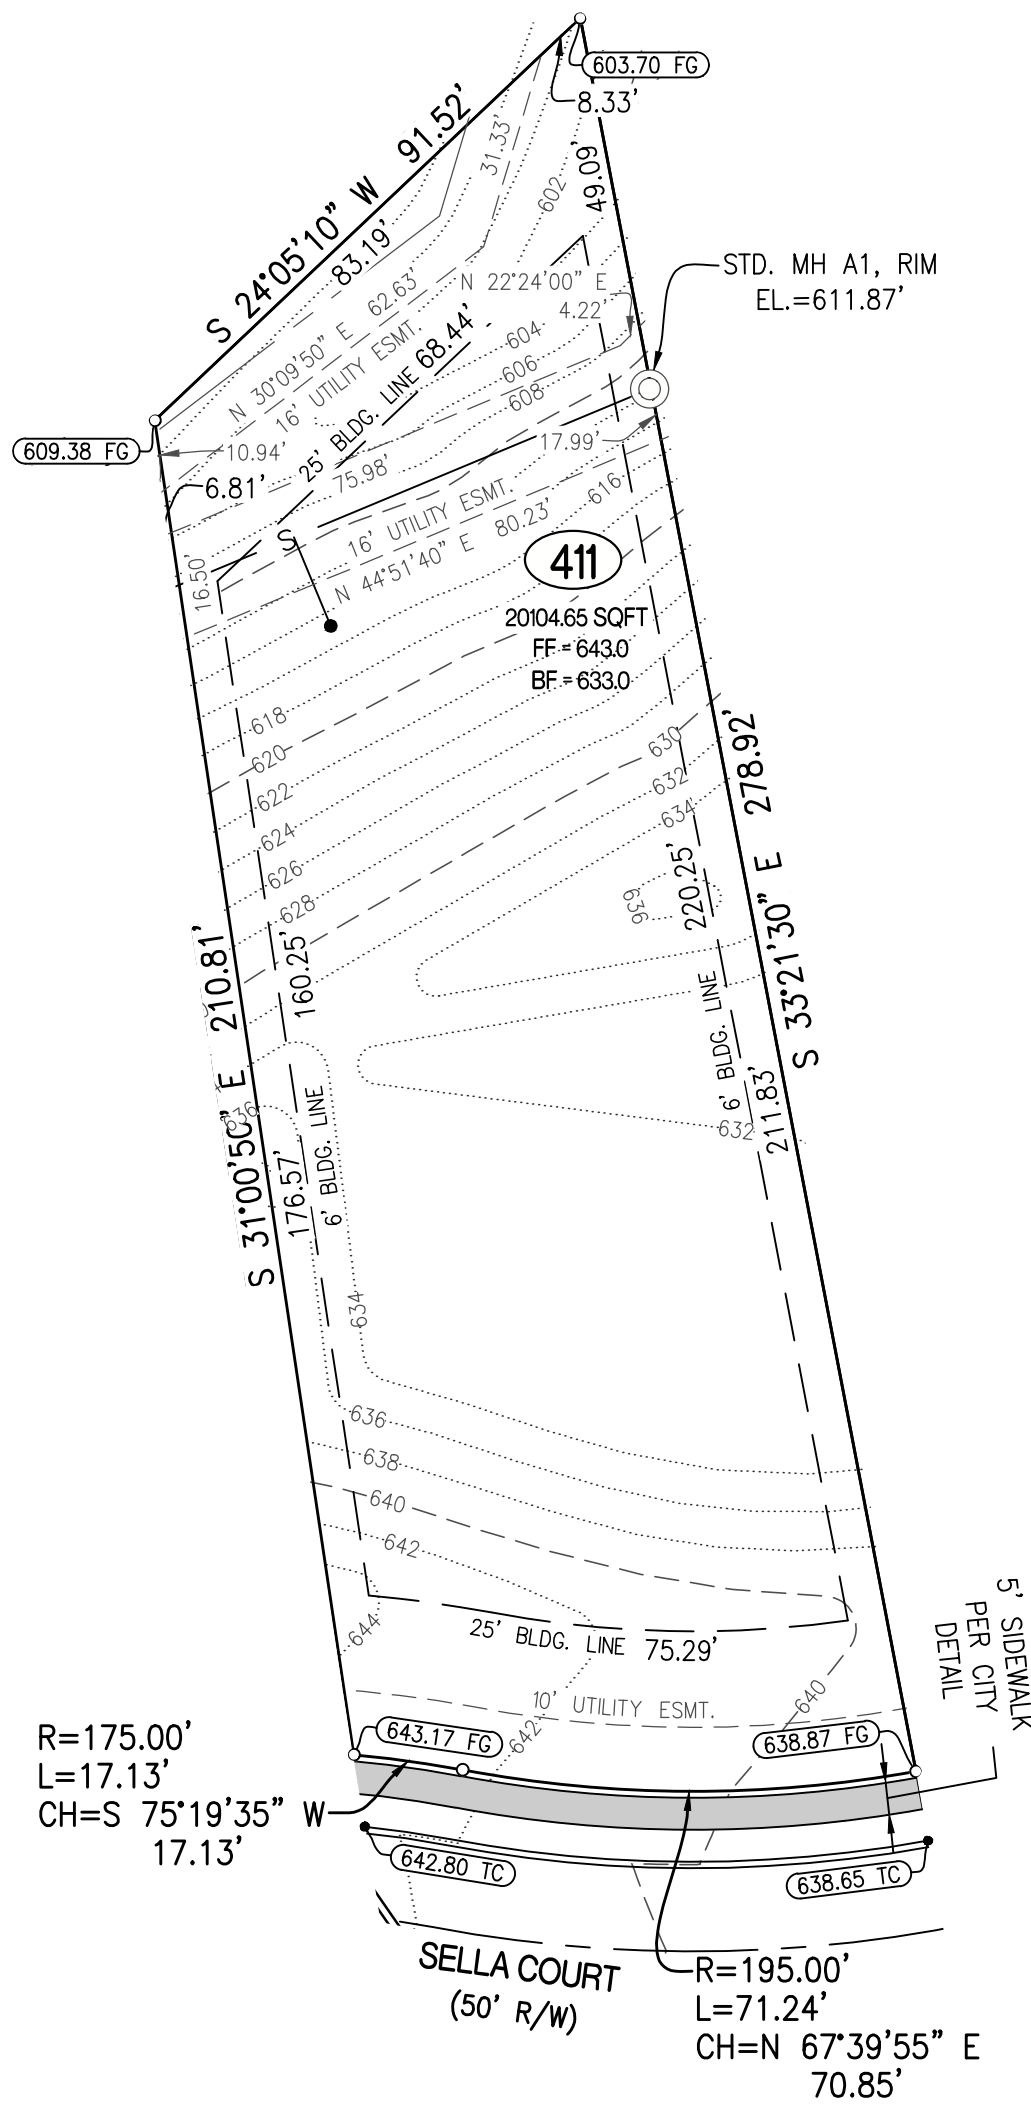 603.70 FG
8.33'
S 24°05'10" W 91.52'
31.33'
49.09'
602
83.19'
N 22°24'00" E
4.22'
STD. MH A1, RIM
EL.=611.87'
N 30°09'50" E 62.63'
16' UTILITY ESMT.
25' BLDG. LINE 68.44'
604
606
608
609.38 FG
10.94'
6.81'
75.98'
17.99'
16.50'
S
16' UTILITY ESMT.
N 44°51'40" E 80.23'
616
411
20104.65 SQFT
FF = 643.0
BF = 633.0
618
620
622
624
626
628
630
632
634
636
S 33°21'30" E 278.92'
220.25'
6' BLDG. LINE
211.83'
632
S 31°00'50" E 210.81'
160.25'
636
176.57'
6' BLDG. LINE
634
636
638
640
642
644
25' BLDG. LINE 75.29'
10' UTILITY ESMT.
642
640
5' SIDEWALK
PER CITY
DETAIL
643.17 FG
638.87 FG
R=175.00'
L=17.13'
CH=S 75°19'35" W
17.13'
642.80 TC
638.65 TC
SELLA COURT
(50' R/W)
R=195.00'
L=71.24'
CH=N 67°39'55" E
70.85'